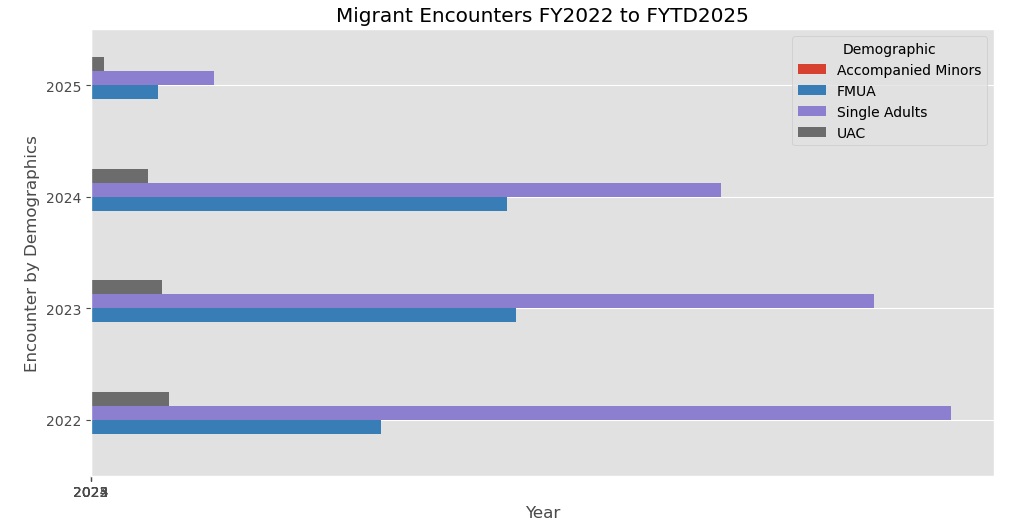 Migrant Encounters FY2022 to FYTD2025
Demographic
Accompanied Minors
FMUA
Single Adults
UAC
Encounter by Demographics
2025
2024
2023
2022
Year